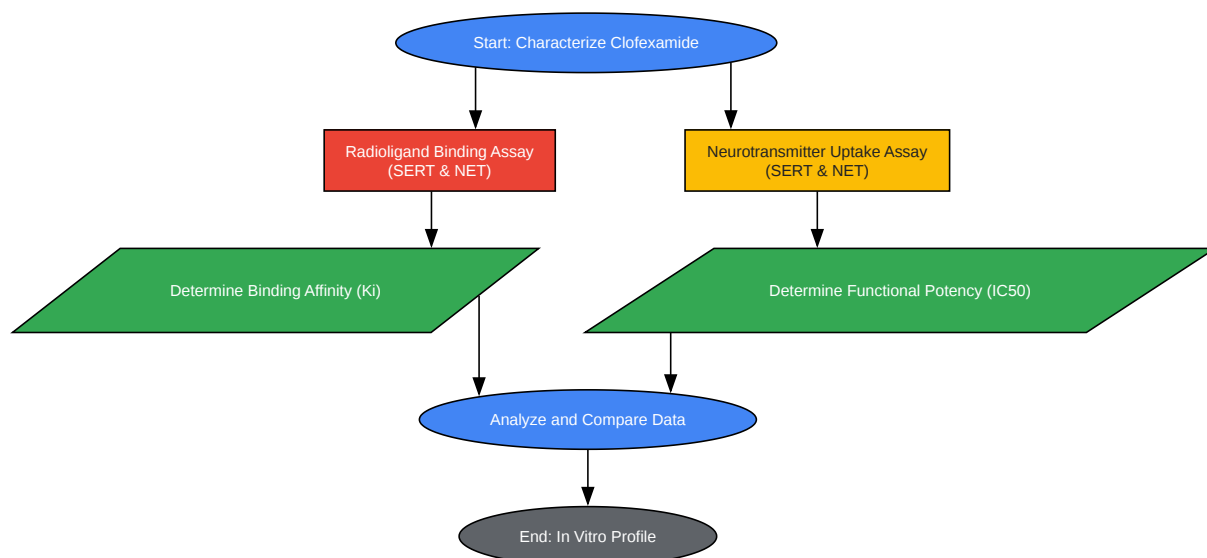 Start: Characterize Clofexamide
Radioligand Binding Assay
(SERT & NET)
Neurotransmitter Uptake Assay
(SERT & NET)
Determine Binding Affinity (Ki)
Determine Functional Potency (IC50)
Analyze and Compare Data
End: In Vitro Profile